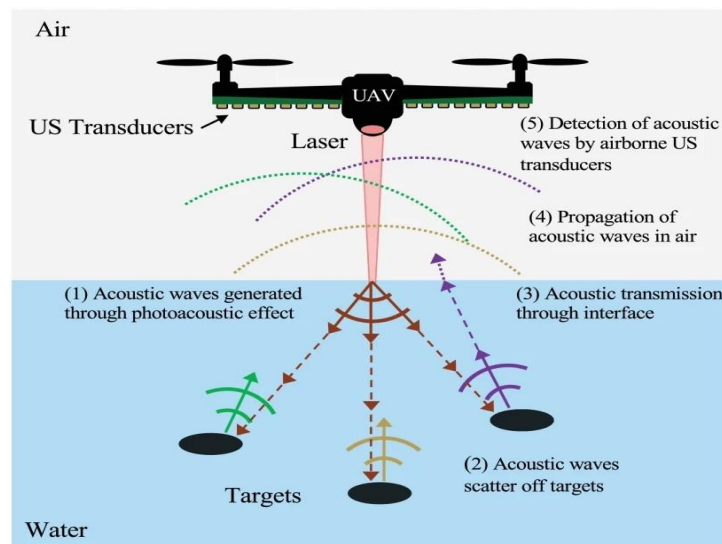 Air
UAV
US Transducers
Laser
(5) Detection of acoustic
waves by airborne US
transducers
(4) Propagation of
acoustic waves in air
(1) Acoustic waves generated
through photoacoustic effect
(3) Acoustic transmission
through interface
(2) Acoustic waves
scatter off targets
Targets
Water